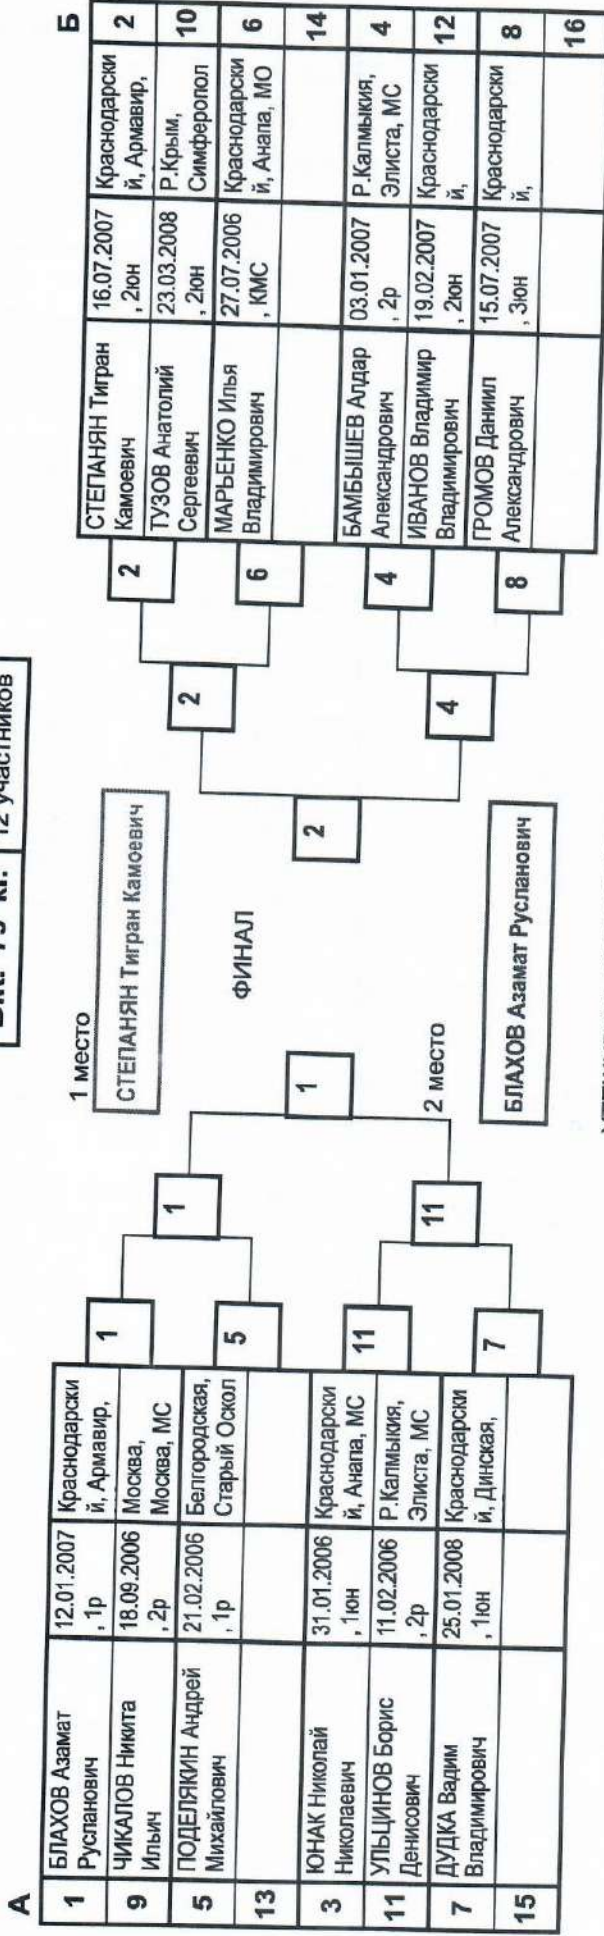 12 участников
А
1
БЛАХОВ Азамат
Русланович
12.01.2007
, 1р
Краснодарски
й, Армавир,
9
ЧИКАЛОВ Никита
Ильич
18.09.2006
, 2р
Москва,
Москва, МС
5
ПОДЕЛЯКИН Андрей
Михайлович
21.02.2006
, 1р
Белгородская,
Старый Оскол
13
3
ЮНАК Николай
Николаевич
31.01.2006
, 1юн
Краснодарски
й, Анапа, МС
11
УЛЬЦИНОВ Борис
Денисович
11.02.2006
, 2р
Р.Калмыкия,
Элиста, МС
7
ДУДКА Вадим
Владимирович
25.01.2008
, 1юн
Краснодарски
й, Динская,
15
1
5
11
7
1
11
1
1 место
СТЕПАНЯН Тигран Камоевич
ФИНАЛ
2 место
БЛАХОВ Азамат Русланович
2
2
4
2
6
4
8
Б
СТЕПАНЯН Тигран
Камоевич
16.07.2007
, 2юн
Краснодарски
й, Армавир,
2
ТУЗОВ Анатолий
Сергеевич
23.03.2008
, 2юн
Р.Крым,
Симферопол
10
МАРЬЕНКО Илья
Владимирович
27.07.2006
, КМС
Краснодарски
й, Анапа, МО
6
14
БАМБЫШЕВ Алдар
Александрович
03.01.2007
, 2р
Р.Калмыкия,
Элиста, МС
4
ИВАНОВ Владимир
Владимирович
19.02.2007
, 2юн
Краснодарски
й,
12
ГРОМОВ Даниил
Александрович
15.07.2007
, 3юн
Краснодарски
й,
8
16